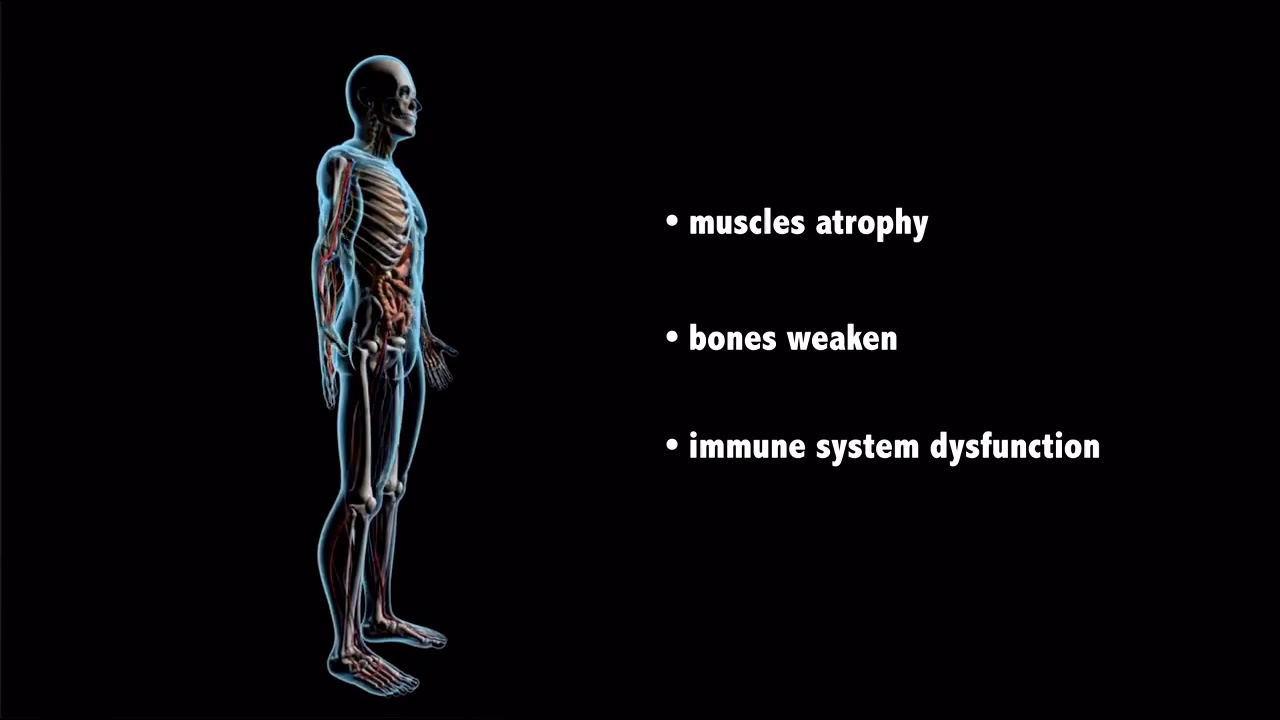 • muscles atrophy
• bones weaken
• immune system dysfunction